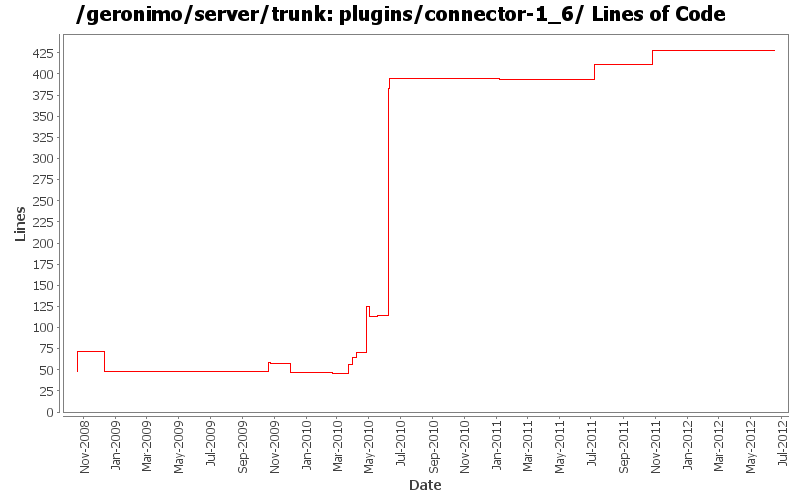 /geronimo/server/trunk: plugins/connector-1_6/ Lines of Code
425
400
375
350
325
300
275
250
225
200
175
150
125
100
75
50
25
0
Lines
Nov-2008
Jan-2009
Mar-2009
May-2009
Jul-2009
Sep-2009
Nov-2009
Jan-2010
Mar-2010
May-2010
Jul-2010
Sep-2010
Nov-2010
Jan-2011
Mar-2011
May-2011
Jul-2011
Sep-2011
Nov-2011
Jan-2012
Mar-2012
May-2012
Jul-2012
Date